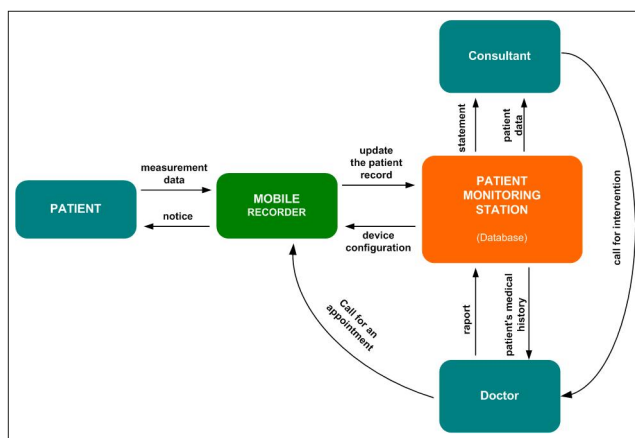 Consultant
statement
patient
data
call for intervention
measurement
data
update
the patient
record
PATIENT
MOBILE
RECORDER
PATIENT
MONITORING
STATION
(Database)
notice
device
configuration
Call for an
appointment
raport
patient's medical
history
Doctor